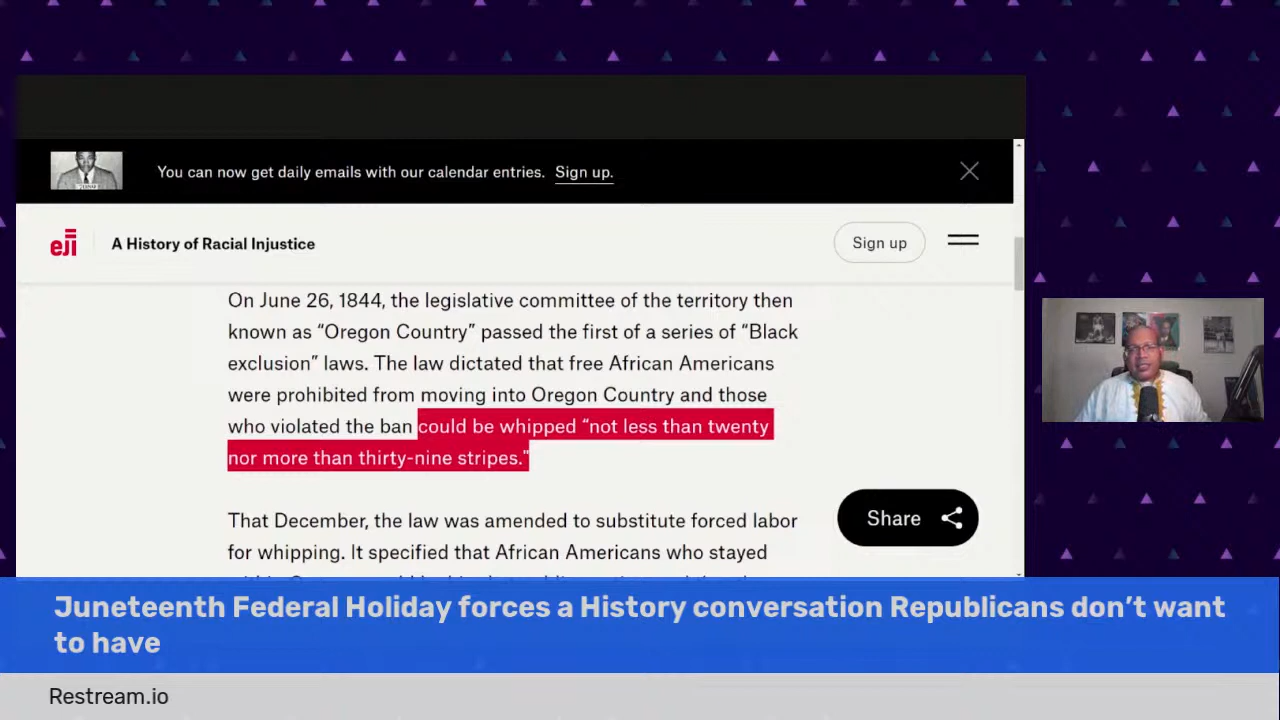 You can now get daily emails with our calendar entries. Sign up.
eji
A History of Racial Injustice
Sign up
On June 26, 1844, the legislative committee of the territory then
known as “Oregon Country” passed the first of a series of “Black
exclusion” laws. The law dictated that free African Americans
were prohibited from moving into Oregon Country and those
who violated the ban could be whipped “not less than twenty
nor more than thirty-nine stripes."
That December, the law was amended to substitute forced labor
for whipping. It specified that African Americans who stayed
Share
Juneteenth Federal Holiday forces a History conversation Republicans don’t want
to have
Restream.io